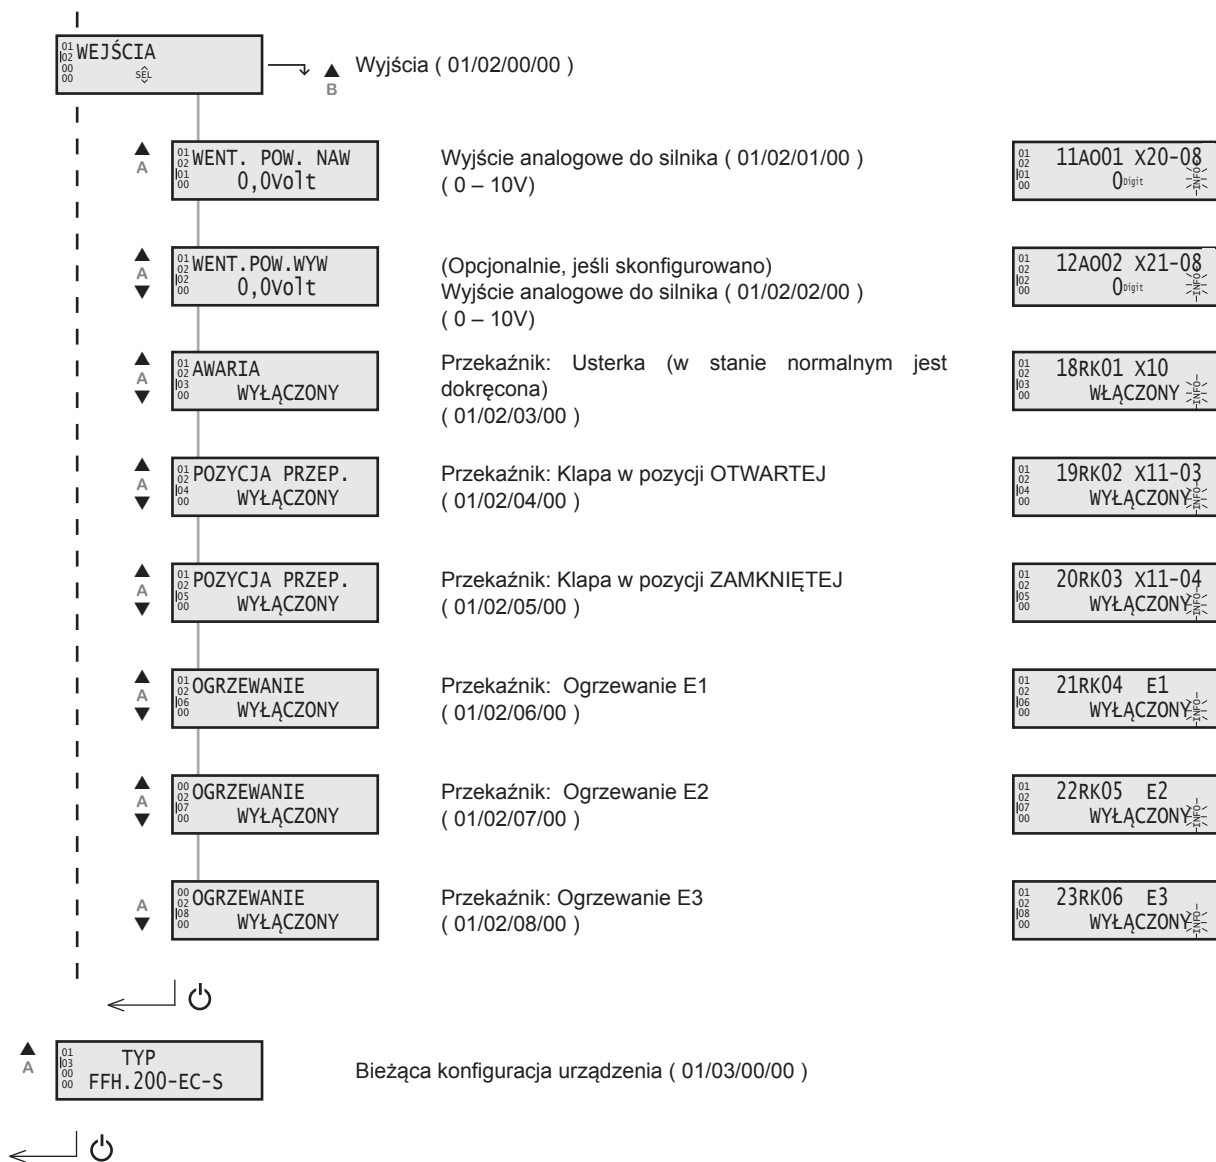 01 02 00 00 WEJŚCIA
SEL
B
Wyjścia ( 01/02/00/00 )
A
01 02 01 00 WENT. POW. NAW
0,0Volt
Wyjście analogowe do silnika ( 01/02/01/00 )
( 0 – 10V)
01 02 01 00 11AO01 X20-08
0 Digit INFO
A
01 02 02 00 WENT.POW.WYW
0,0Volt
(Opcjonalnie, jeśli skonfigurowano)
Wyjście analogowe do silnika ( 01/02/02/00 )
( 0 – 10V)
01 02 02 00 12AO02 X21-08
0 Digit INFO
A
01 02 03 00 AWARIA
WYŁĄCZONY
Przekaźnik: Usterka (w stanie normalnym jest
dokręcona)
( 01/02/03/00 )
01 02 03 00 18RK01 X10
WŁĄCZONY INFO
A
01 02 04 00 POZYCJA PRZEP.
WYŁĄCZONY
Przekaźnik: Klapa w pozycji OTWARTEJ
( 01/02/04/00 )
01 02 04 00 19RK02 X11-03
WYŁĄCZONY INFO
A
01 02 05 00 POZYCJA PRZEP.
WYŁĄCZONY
Przekaźnik: Klapa w pozycji ZAMKNIĘTEJ
( 01/02/05/00 )
01 02 05 00 20RK03 X11-04
WYŁĄCZONY INFO
A
01 02 06 00 OGRZEWANIE
WYŁĄCZONY
Przekaźnik: Ogrzewanie E1
( 01/02/06/00 )
01 02 06 00 21RK04 E1
WYŁĄCZONY INFO
A
00 02 07 00 OGRZEWANIE
WYŁĄCZONY
Przekaźnik: Ogrzewanie E2
( 01/02/07/00 )
01 02 07 00 22RK05 E2
WYŁĄCZONY INFO
A
00 02 08 00 OGRZEWANIE
WYŁĄCZONY
Przekaźnik: Ogrzewanie E3
( 01/02/08/00 )
01 02 08 00 23RK06 E3
WYŁĄCZONY INFO
A
01 03 00 00 TYP
FFH.200-EC-S
Bieżąca konfiguracja urządzenia ( 01/03/00/00 )